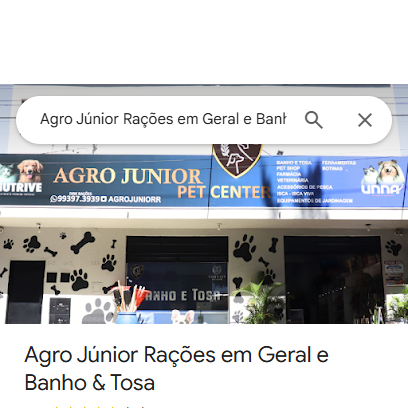 Agro Júnior Rações em Geral e Banh
NUTRIVE
AGRO JUNIOR
PET CENTER
99397.3939 AGROJUNIORR
BANHO E TOSA
PET SHOP
FARMÁCIA
VETERINÁRIA
ACESSÓRIO DE PESCA
ISCA - ISCA VIVA
EQUIPAMENTOS DE JARDINAGEM
FERRAMENTAS
BOTINAS ...
UNNA
BANHO E TOSA
Agro Júnior Rações em Geral e
Banho & Tosa